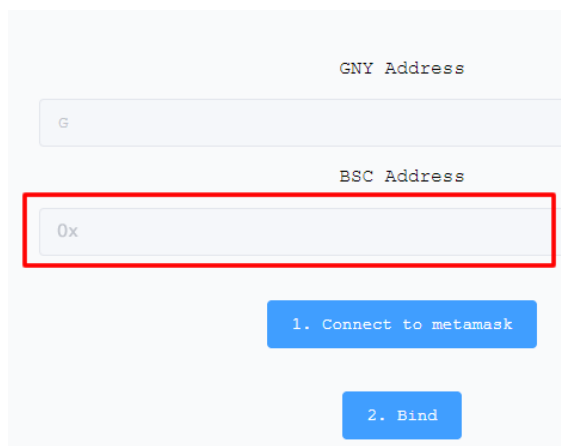 GNY Address
G
BSC Address
0x
1. Connect to metamask
2. Bind